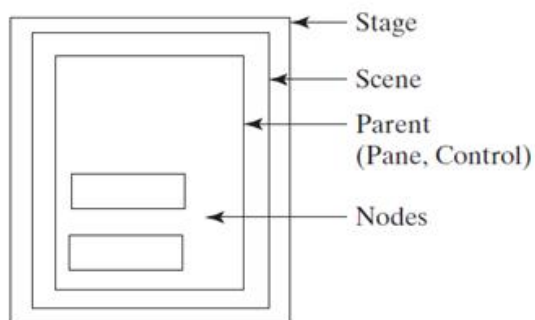 Stage
Scene
Parent
(Pane, Control)
Nodes